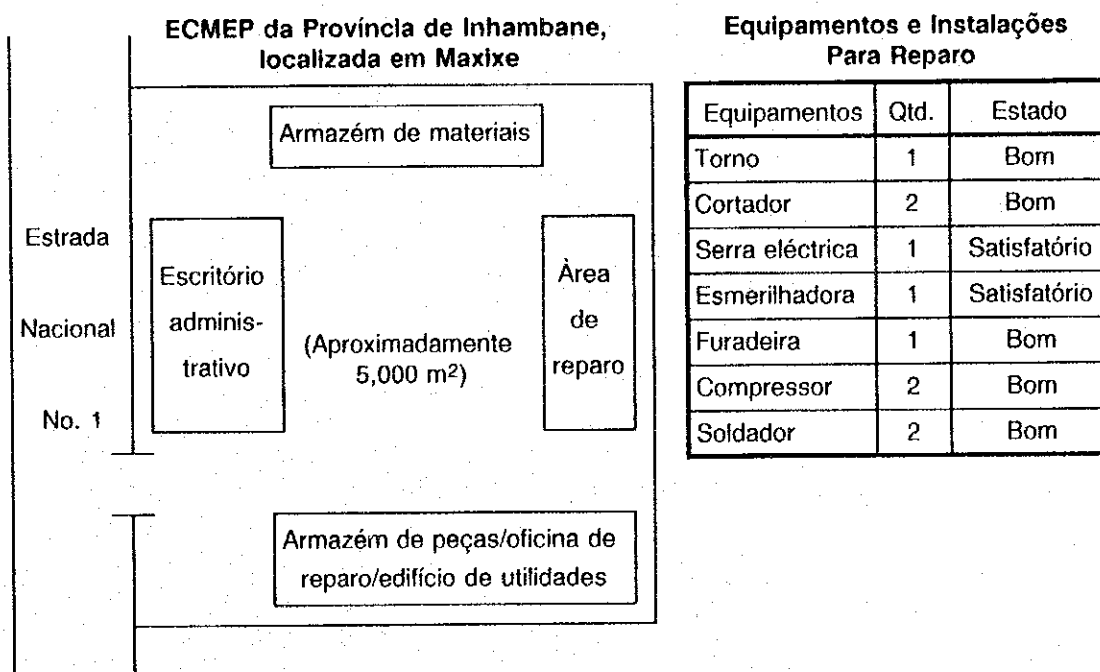 ECMEP da Província de Inhambane,
localizada em Maxixe
Armazém de materiais
Estrada
Nacional
No. 1
Escritório
adminis-
trativo
(Aproximadamente
5,000 m²)
Àrea
de
reparo
Armazém de peças/oficina de
reparo/edifício de utilidades
Equipamentos e Instalações
Para Reparo
Equipamentos Qtd. Estado
Torno 1 Bom
Cortador 2 Bom
Serra eléctrica 1 Satisfatório
Esmerilhadora 1 Satisfatório
Furadeira 1 Bom
Compressor 2 Bom
Soldador 2 Bom